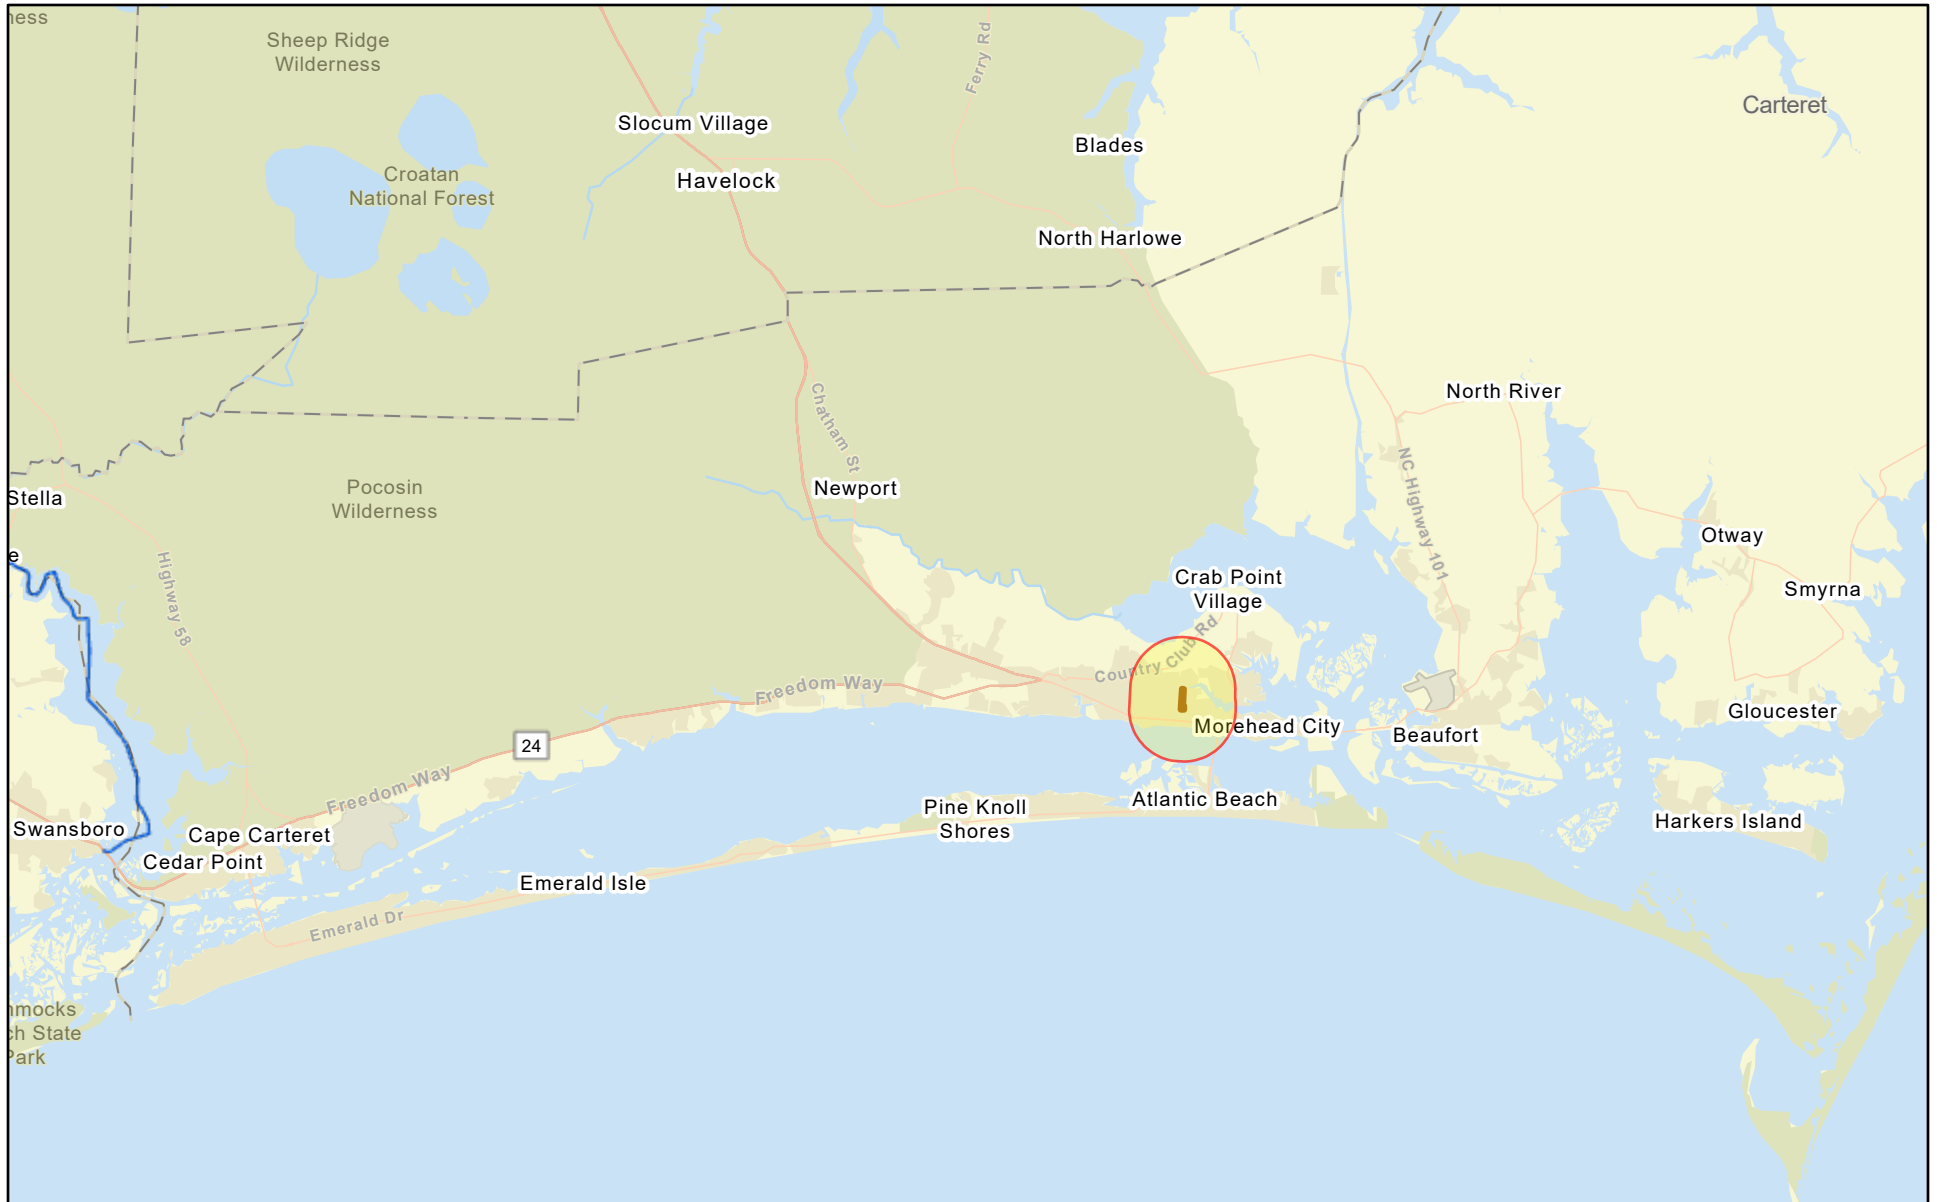 ness
Sheep Ridge
Wilderness
Ferry Rd
Carteret
Slocum Village
Blades
Croatan
National Forest
Havelock
North Harlowe
Chatham St
North River
Pocosin
Wilderness
Newport
Stella
NC Highway 101
Otway
e
Highway 58
Crab Point
Village
Smyrna
Country Club Rd
Freedom Way
Gloucester
Morehead City
Beaufort
24
Freedom Way
Pine Knoll
Shores
Atlantic Beach
Harkers Island
Swansboro
Cape Carteret
Cedar Point
Emerald Isle
Emerald Dr
mmocks
ch State
Park